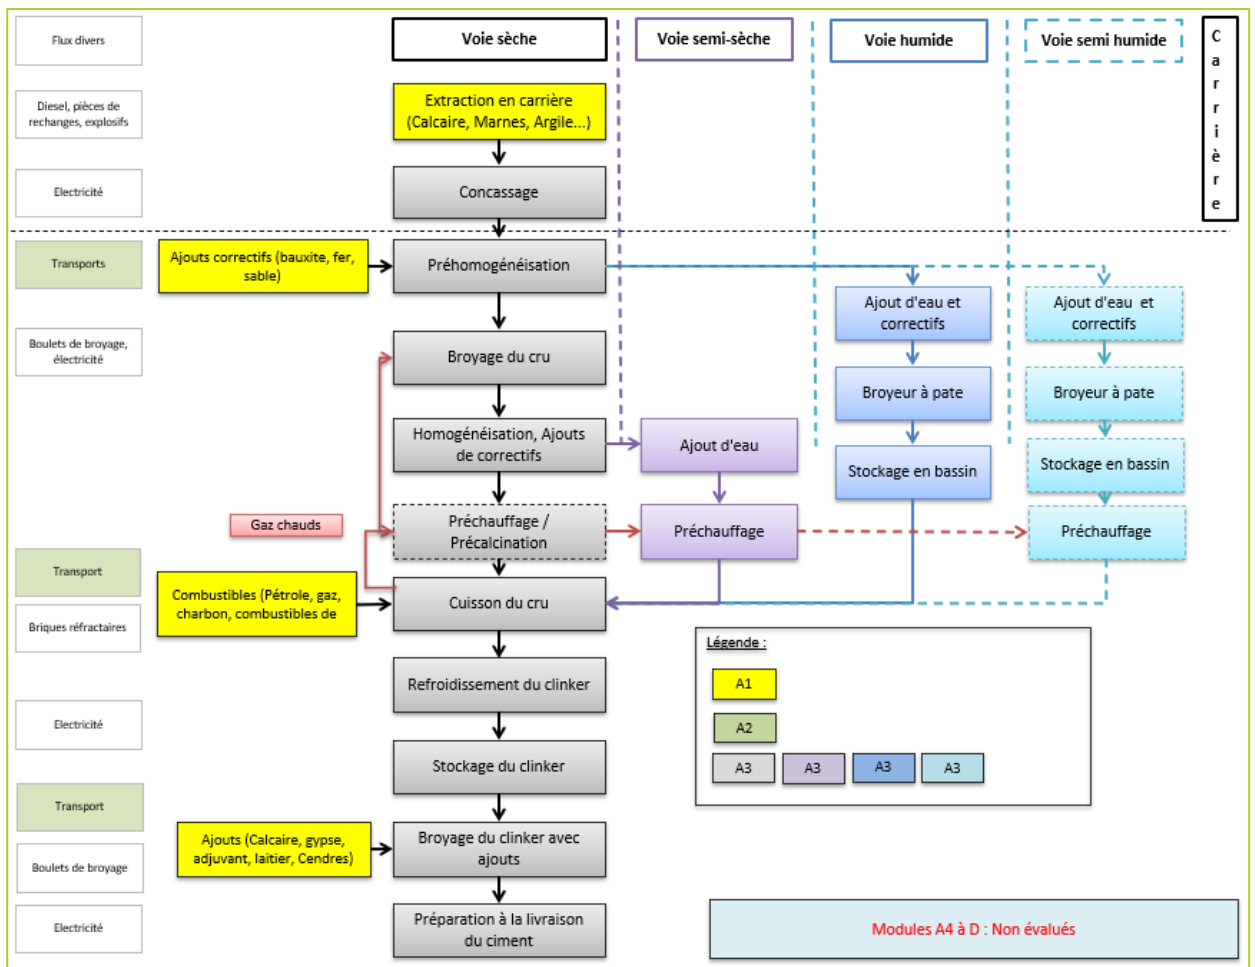 Flux divers
Voie sèche
Voie semi-sèche
Voie humide
Voie semi humide
Carrière
Diesel, pièces de
rechanges, explosifs
Extraction en carrière
(Calcaire, Marnes, Argile...)
Electricité
Concassage
Transports
Ajouts correctifs (bauxite, fer,
sable)
Préhomogénéisation
Ajout d'eau et
correctifs
Ajout d'eau et
correctifs
Boulets de broyage,
électricité
Broyage du cru
Broyeur à pate
Broyeur à pate
Homogénéisation, Ajouts
de correctifs
Ajout d'eau
Stockage en bassin
Stockage en bassin
Gaz chauds
Préchauffage /
Précalcination
Préchauffage
Préchauffage
Transport
Combustibles (Pétrole, gaz,
charbon, combustibles de
Cuisson du cru
Briques réfractaires
Légende :
A1
A2
A3
A3
A3
A3
Refroidissement du clinker
Electricité
Stockage du clinker
Transport
Ajouts (Calcaire, gypse,
adjuvant, laitier, Cendres)
Broyage du clinker avec
ajouts
Boulets de broyage
Electricité
Préparation à la livraison
du ciment
Modules A4 à D : Non évalués